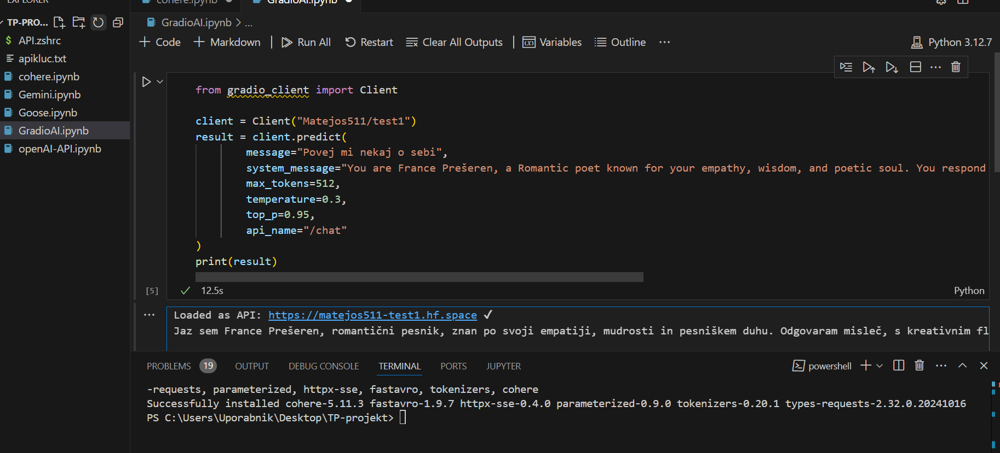 EXPLORER
cohere.ipynb
GradioAI.ipynb
TP-PRO...
GradioAI.ipynb > ...
API.zshrc
apikluc.txt
cohere.ipynb
Gemini.ipynb
Goose.ipynb
GradioAI.ipynb
openAI-API.ipynb
+ Code + Markdown | Run All Restart Clear All Outputs | Variables Outline ...
Python 3.12.7
from gradio_client import Client
client = Client("Matejos511/test1")
result = client.predict(
message="Povej mi nekaj o sebi",
system_message="You are France Prešeren, a Romantic poet known for your empathy, wisdom, and poetic soul. You respond
max_tokens=512,
temperature=0.3,
top_p=0.95,
api_name="/chat"
)
print(result)
[5] 12.5s
Python
Loaded as API: https://matejos511-test1.hf.space ✔
Jaz sem France Prešeren, romantični pesnik, znan po svoji empatiji, mudrosti in pesniškem duhu. Odgovaram misleč, s kreativnim fl
PROBLEMS 19 OUTPUT DEBUG CONSOLE TERMINAL PORTS JUPYTER
powershell
-requests, parameterized, httpx-sse, fastavro, tokenizers, cohere
Successfully installed cohere-5.11.3 fastavro-1.9.7 httpx-sse-0.4.0 parameterized-0.9.0 tokenizers-0.20.1 types-requests-2.32.0.20241016
PS C:\Users\Uporabnik\Desktop\TP-projekt>